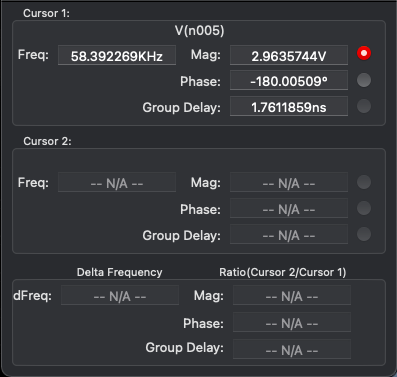 Cursor 1:
V(n005)
Freq: 58.392269KHz Mag: 2.9635744V
Phase: -180.00509°
Group Delay: 1.7611859ns
Cursor 2:
Freq: -- N/A -- Mag: -- N/A --
Phase: -- N/A --
Group Delay: -- N/A --
Delta Frequency Ratio(Cursor 2/Cursor 1)
dFreq: -- N/A -- Mag: -- N/A --
Phase: -- N/A --
Group Delay: -- N/A --